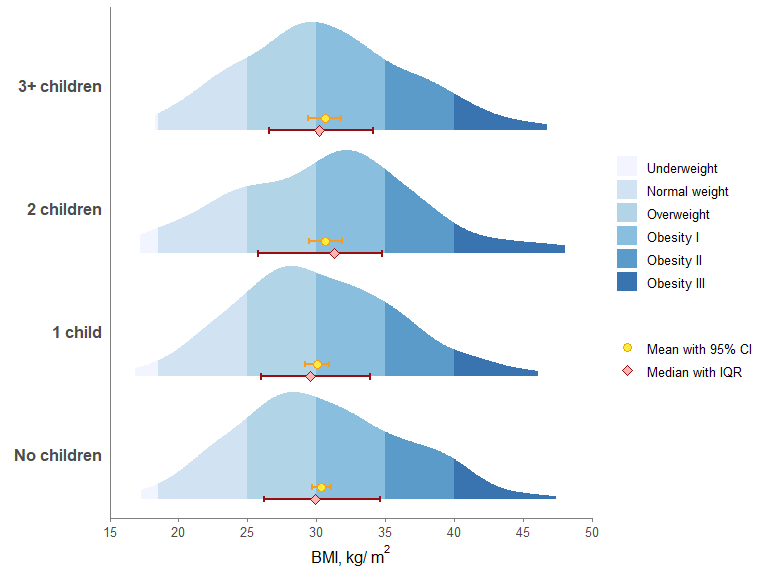 3+ children
2 children
1 child
No children
15 20 25 30 35 40 45 50
BMI, kg/ m²
Underweight
Normal weight
Overweight
Obesity I
Obesity II
Obesity III
Mean with 95% CI
Median with IQR